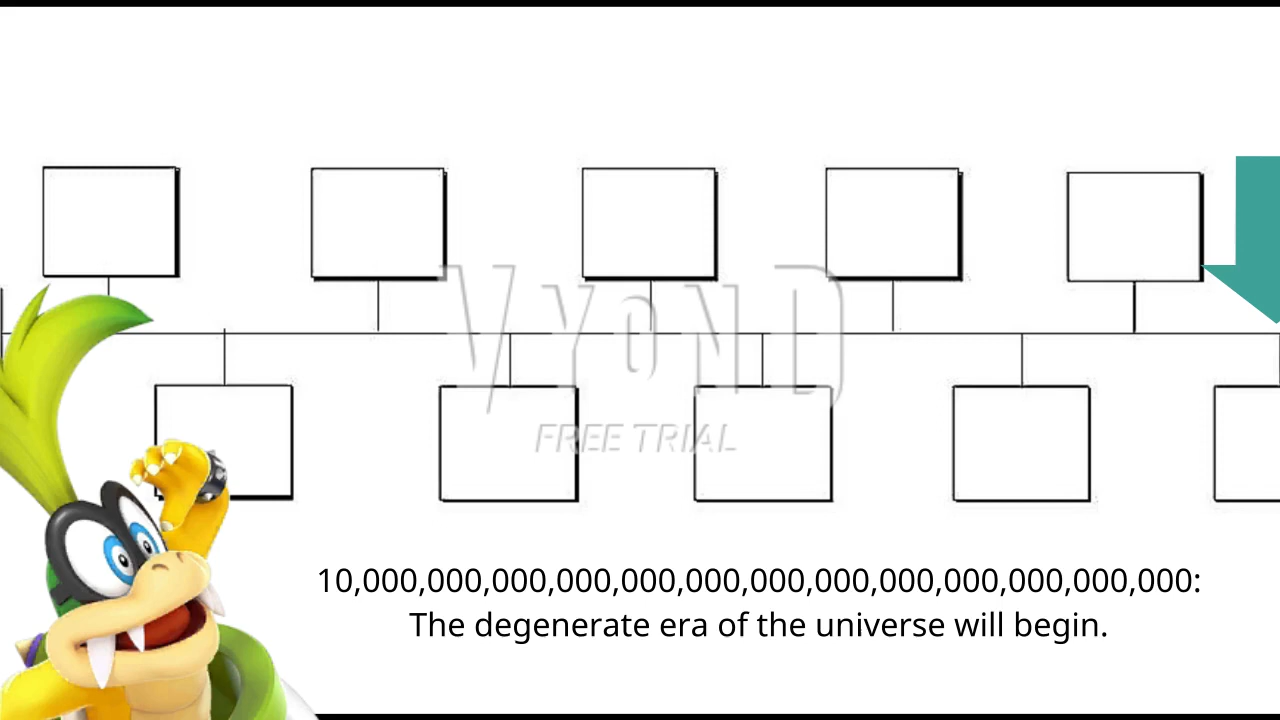 VYOND
FREE TRIAL
10,000,000,000,000,000,000,000,000,000,000,000,000,000:
The degenerate era of the universe will begin.